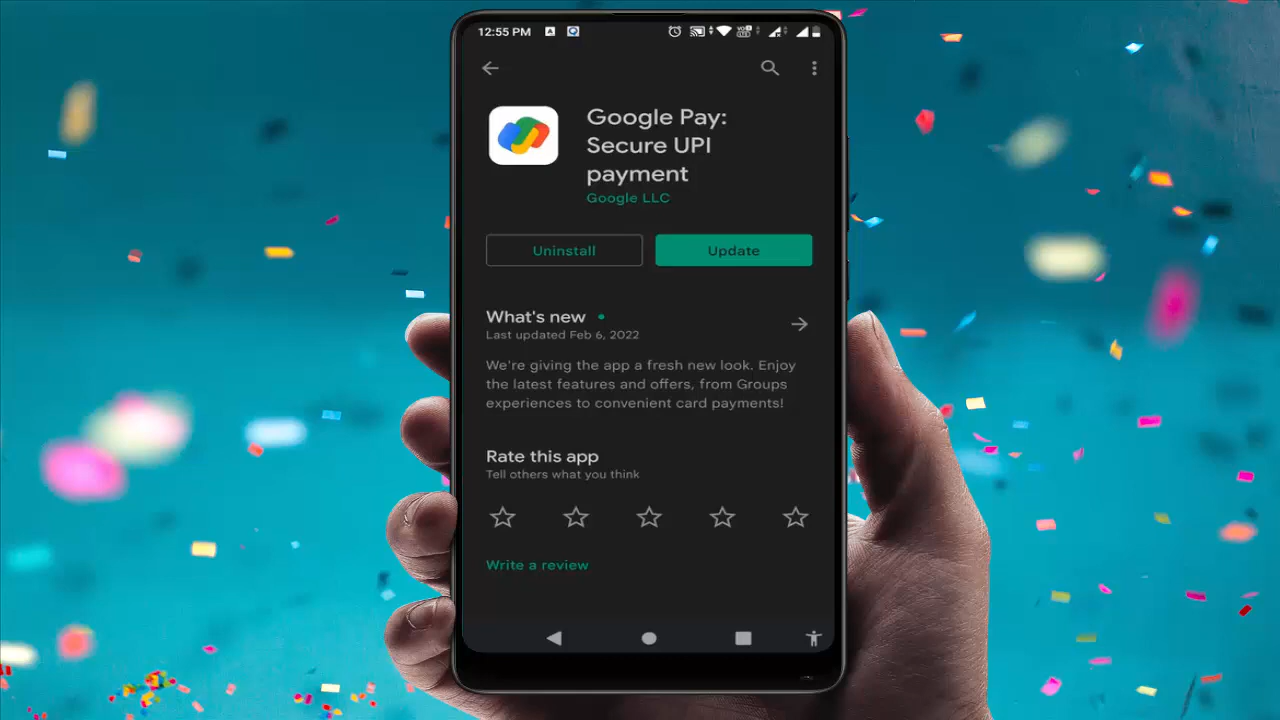 12:55 PM
Google Pay:
Secure UPI
payment
Google LLC
Uninstall
Update
What's new
Last updated Feb 6, 2022
We're giving the app a fresh new look. Enjoy
the latest features and offers, from Groups
experiences to convenient card payments!
Rate this app
Tell others what you think
Write a review